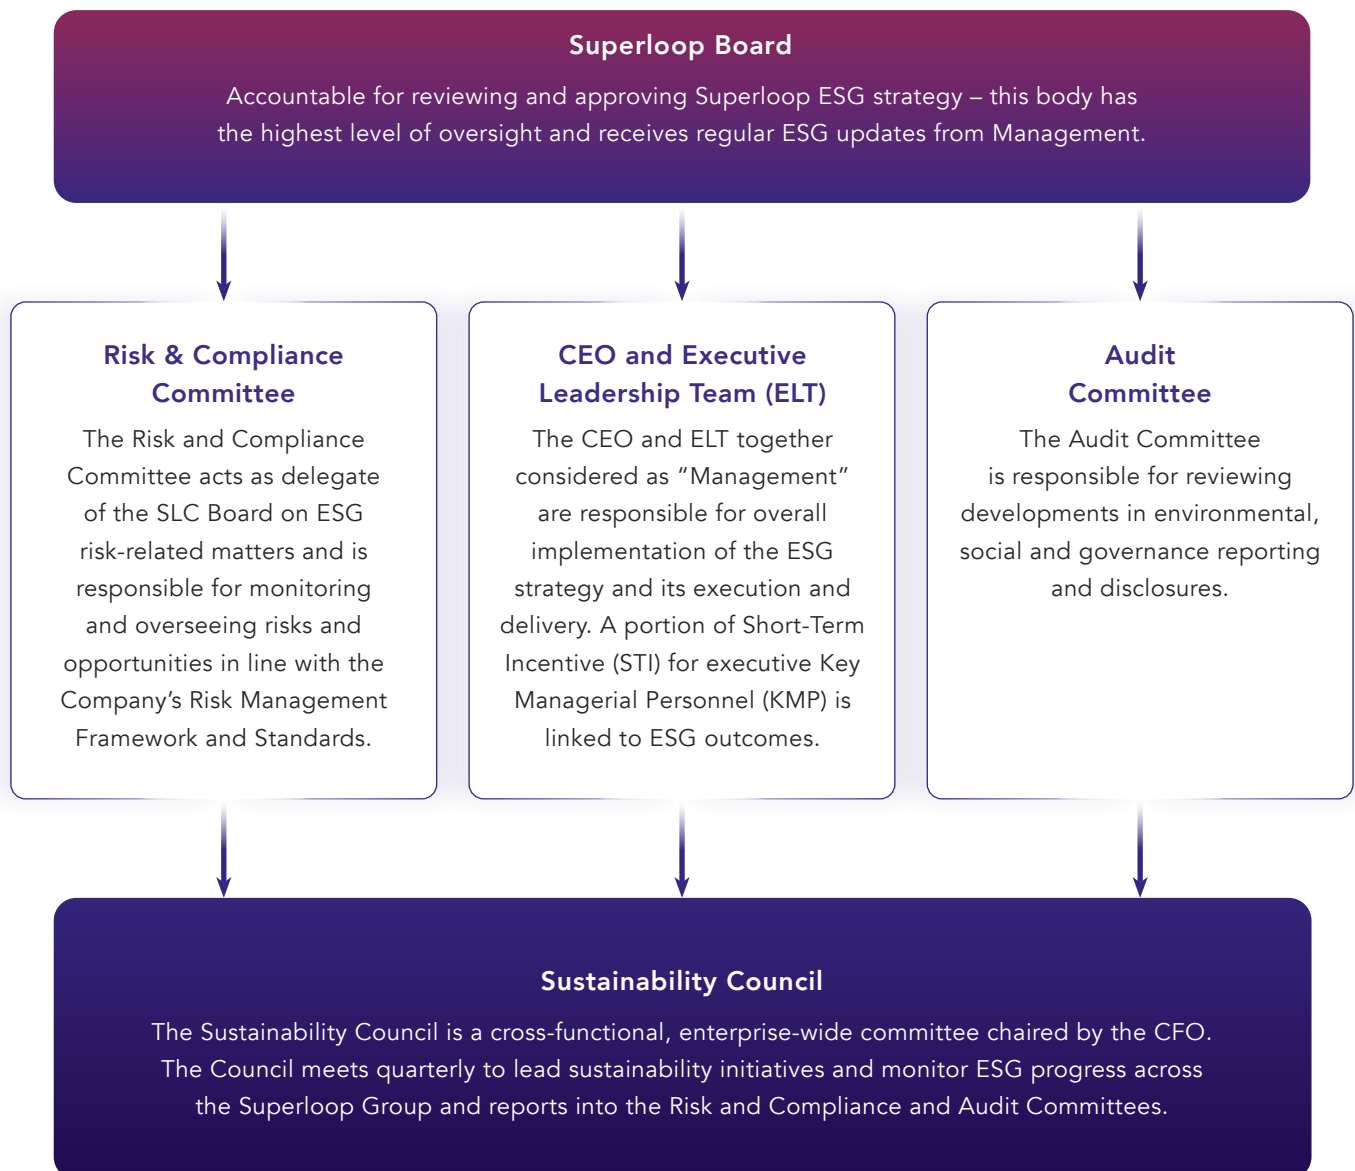 Superloop Board
Accountable for reviewing and approving Superloop ESG strategy – this body has
the highest level of oversight and receives regular ESG updates from Management.
Risk & Compliance
Committee
The Risk and Compliance
Committee acts as delegate
of the SLC Board on ESG
risk-related matters and is
responsible for monitoring
and overseeing risks and
opportunities in line with the
Company’s Risk Management
Framework and Standards.
CEO and Executive
Leadership Team (ELT)
The CEO and ELT together
considered as “Management”
are responsible for overall
implementation of the ESG
strategy and its execution and
delivery. A portion of Short-Term
Incentive (STI) for executive Key
Managerial Personnel (KMP) is
linked to ESG outcomes.
Audit
Committee
The Audit Committee
is responsible for reviewing
developments in environmental,
social and governance reporting
and disclosures.
Sustainability Council
The Sustainability Council is a cross-functional, enterprise-wide committee chaired by the CFO.
The Council meets quarterly to lead sustainability initiatives and monitor ESG progress across
the Superloop Group and reports into the Risk and Compliance and Audit Committees.